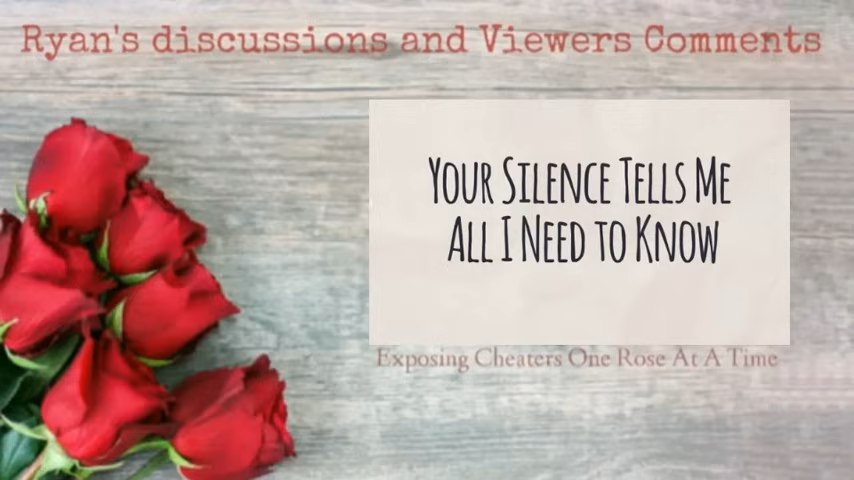 Ryan's discussions and Viewers Comments
Your Silence Tells Me
All I Need to Know
Exposing Cheaters One Rose At A Time